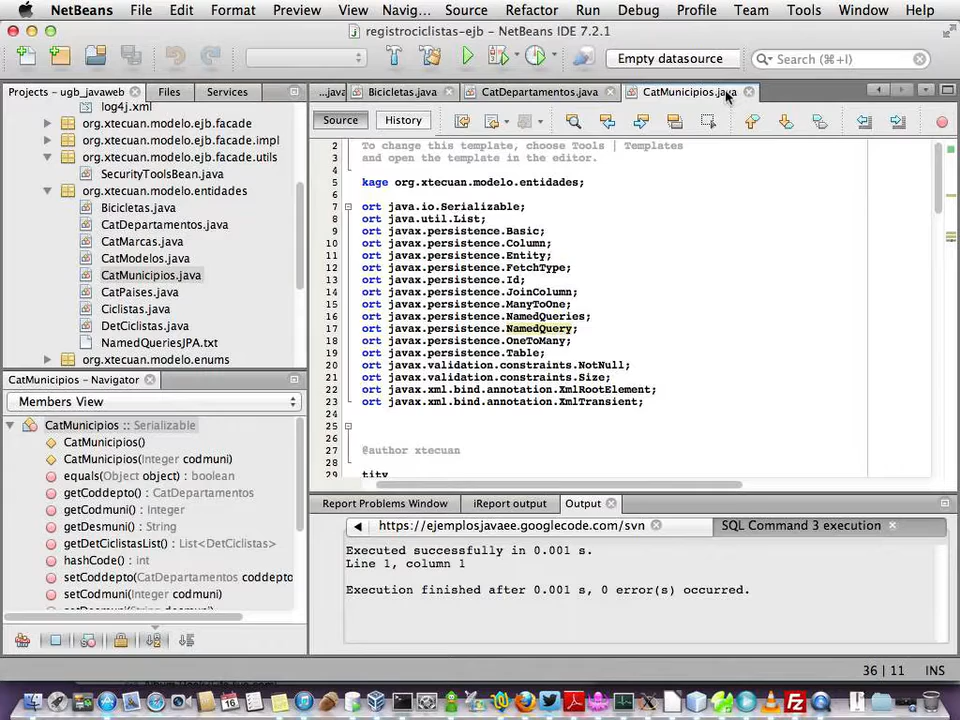 NetBeans File Edit Format Preview Navig... Source Refactor Run Debug Profile Team Tools Window Help
registrociclistas-ejb - NetBeans IDE 7.2.1
Empty datasource
Search (⌘+I)
Projects - ugb_javaweb Files Services
...java Bicicletas.java CatDepartamentos.java CatMunicipios.java
log4j.xml
org.xtecuan.modelo.ejb.facade
org.xtecuan.modelo.ejb.facade.impl
org.xtecuan.modelo.ejb.facade.utils
SecurityToolsBean.java
org.xtecuan.modelo.entidades
Bicicletas.java
CatDepartamentos.java
CatMarcas.java
CatModelos.java
CatMunicipios.java
CatPaises.java
Ciclistas.java
DetCiclistas.java
NamedQueriesJPA.txt
org.xtecuan.modelo.enums
CatMunicipios - Navigator
Members View
CatMunicipios :: Serializable
CatMunicipios()
CatMunicipios(Integer codmuni)
equals(Object object) : boolean
getCoddepto() : CatDepartamentos
getCodmuni() : Integer
getDesmuni() : String
getDetCiclistasList() : List<DetCiclistas>
hashCode() : int
setCoddepto(CatDepartamentos coddepto
setCodmuni(Integer codmuni)
setDesmuni(String desmuni)
Source History
2 To change this template, choose Tools | Templates
3 and open the template in the editor.
4
5 kage org.xtecuan.modelo.entidades;
6
7 ort java.io.Serializable;
8 ort java.util.List;
9 ort javax.persistence.Basic;
10 ort javax.persistence.Column;
11 ort javax.persistence.Entity;
12 ort javax.persistence.FetchType;
13 ort javax.persistence.Id;
14 ort javax.persistence.JoinColumn;
15 ort javax.persistence.ManyToOne;
16 ort javax.persistence.NamedQueries;
17 ort javax.persistence.NamedQuery;
18 ort javax.persistence.OneToMany;
19 ort javax.persistence.Table;
20 ort javax.validation.constraints.NotNull;
21 ort javax.validation.constraints.Size;
22 ort javax.xml.bind.annotation.XmlRootElement;
23 ort javax.xml.bind.annotation.XmlTransient;
24
25
26
27 @author xtecuan
28
29 tity
Report Problems Window iReport output Output
https://ejemplosjavaee.googlecode.com/svn SQL Command 3 execution
Executed successfully in 0.001 s.
Line 1, column 1
Execution finished after 0.001 s, 0 error(s) occurred.
36 | 11 INS
16